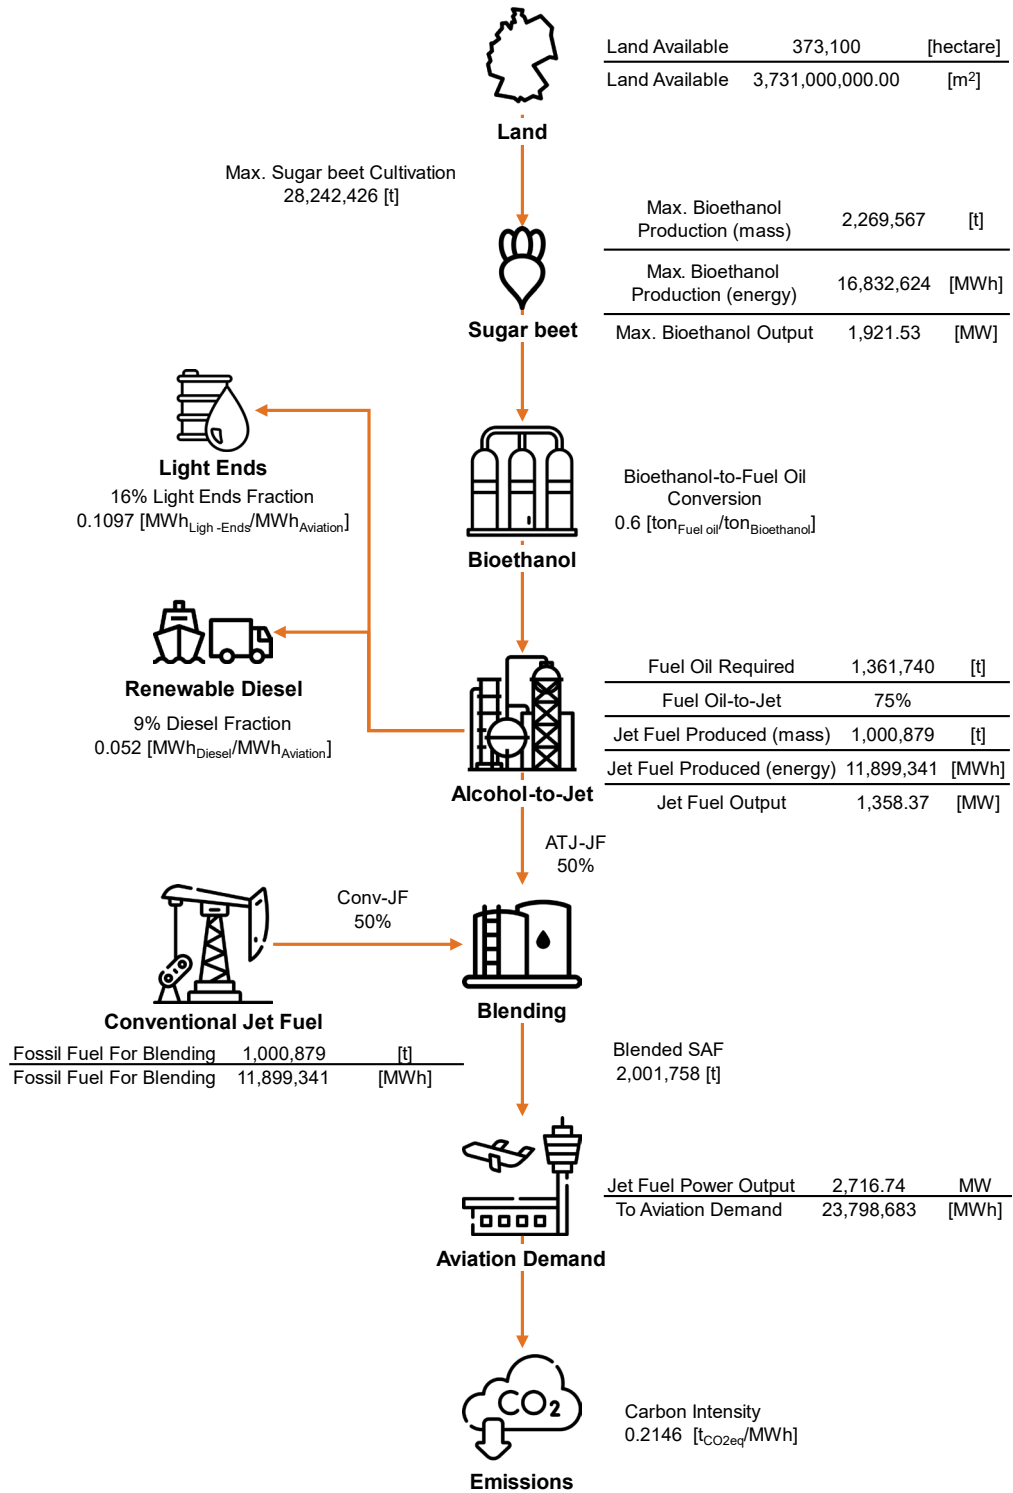 Land Available 373,100 [hectare]
Land Available 3,731,000,000.00 [m²]
Land
Max. Sugar beet Cultivation
28,242,426 [t]
Max. Bioethanol
Production (mass) 2,269,567 [t]
Max. Bioethanol
Production (energy) 16,832,624 [MWh]
Max. Bioethanol Output 1,921.53 [MW]
Sugar beet
Light Ends
16% Light Ends Fraction
0.1097 [MWh_Ligh -Ends/MWh_Aviation]
Bioethanol-to-Fuel Oil
Conversion
0.6 [ton_Fuel oil/ton_Bioethanol]
Bioethanol
Renewable Diesel
9% Diesel Fraction
0.052 [MWh_Diesel/MWh_Aviation]
Fuel Oil Required 1,361,740 [t]
Fuel Oil-to-Jet 75%
Jet Fuel Produced (mass) 1,000,879 [t]
Jet Fuel Produced (energy) 11,899,341 [MWh]
Jet Fuel Output 1,358.37 [MW]
Alcohol-to-Jet
ATJ-JF
50%
Conv-JF
50%
Conventional Jet Fuel
Fossil Fuel For Blending 1,000,879 [t]
Fossil Fuel For Blending 11,899,341 [MWh]
Blending
Blended SAF
2,001,758 [t]
Jet Fuel Power Output 2,716.74 MW
To Aviation Demand 23,798,683 [MWh]
Aviation Demand
CO₂
Carbon Intensity
0.2146 [t_CO2eq/MWh]
Emissions